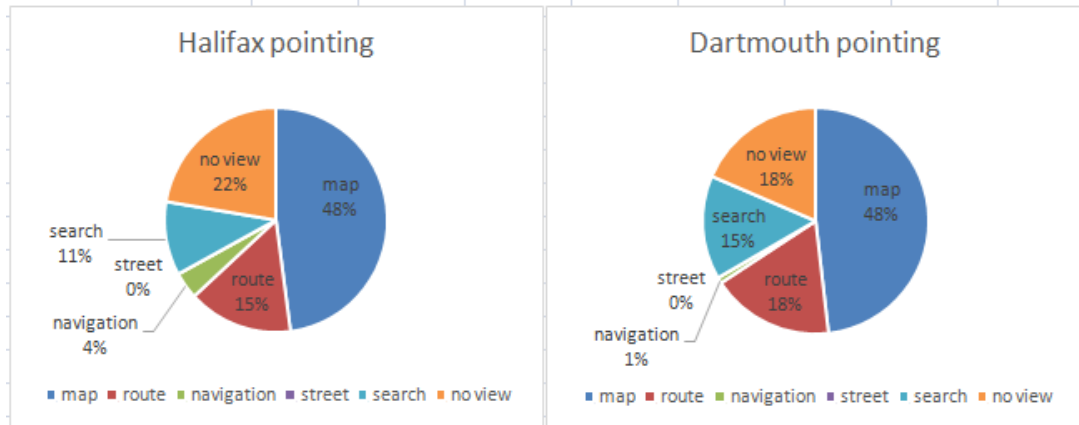 Halifax pointing
no view
22%
map
48%
search
11%
street
0%
route
15%
navigation
4%
map route navigation street search no view
Dartmouth pointing
no view
18%
map
48%
search
15%
street
0%
route
18%
navigation
1%
map route navigation street search no view